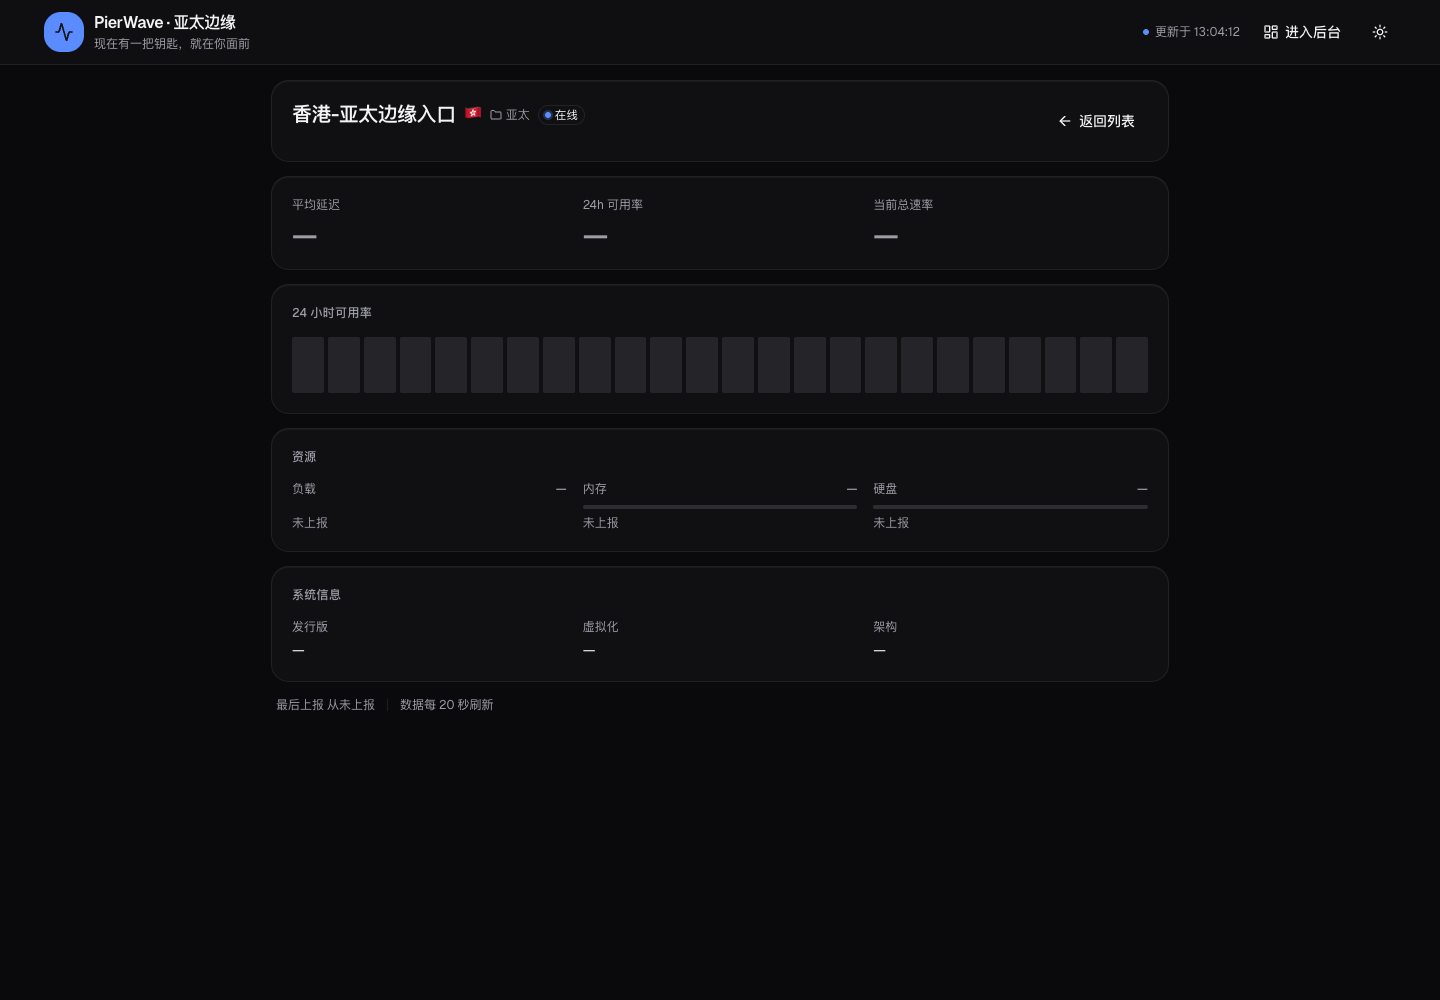 PierWave · 亚太边缘
现在有一把钥匙，就在你面前
更新于 13:04:12
进入后台
香港-亚太边缘入口
亚太
在线
返回列表
平均延迟
24h 可用率
当前总速率
—
—
—
24 小时可用率
资源
负载 —
内存 —
硬盘 —
未上报
未上报
未上报
系统信息
发行版
虚拟化
架构
—
—
—
最后上报 从未上报
数据每 20 秒刷新